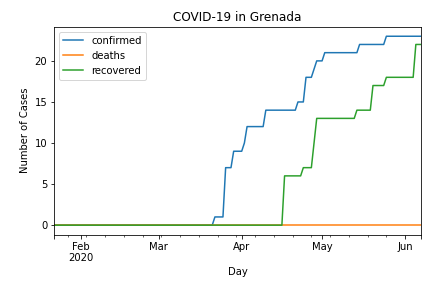 COVID-19 in Grenada
confirmed
deaths
recovered
Number of Cases
20
15
10
5
0
Feb
2020
Mar
Apr
May
Jun
Day